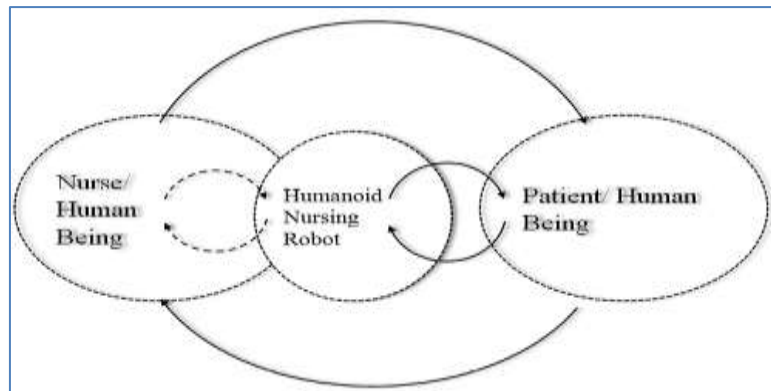 Nurse/
Human
Being
Humanoid
Nursing
Robot
Patient/ Human
Being